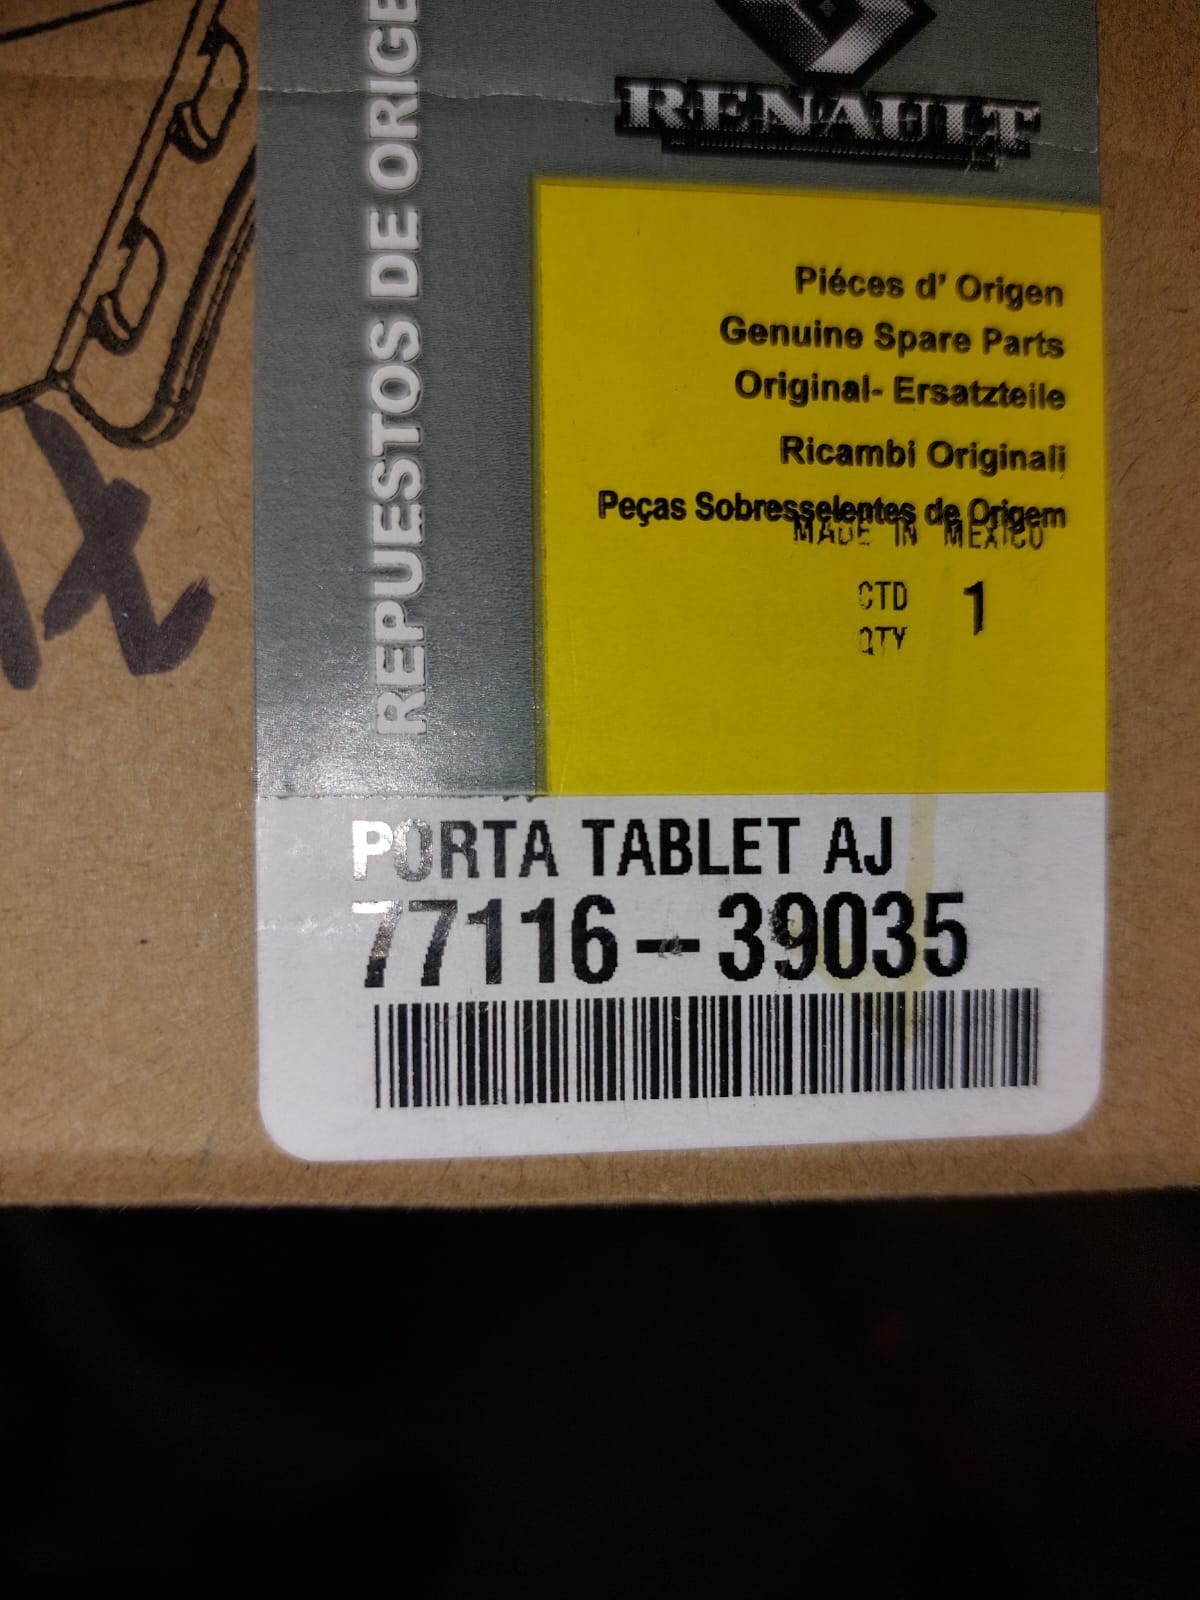 REPUESTOS DE ORIGE
RENAULT
Piéces d' Origen
Genuine Spare Parts
Original- Ersatzteile
Ricambi Originali
Peças Sobresselentes de Origem
MADE IN MEXICO
CTD
QTY
1
PORTA TABLET AJ
77116-39035